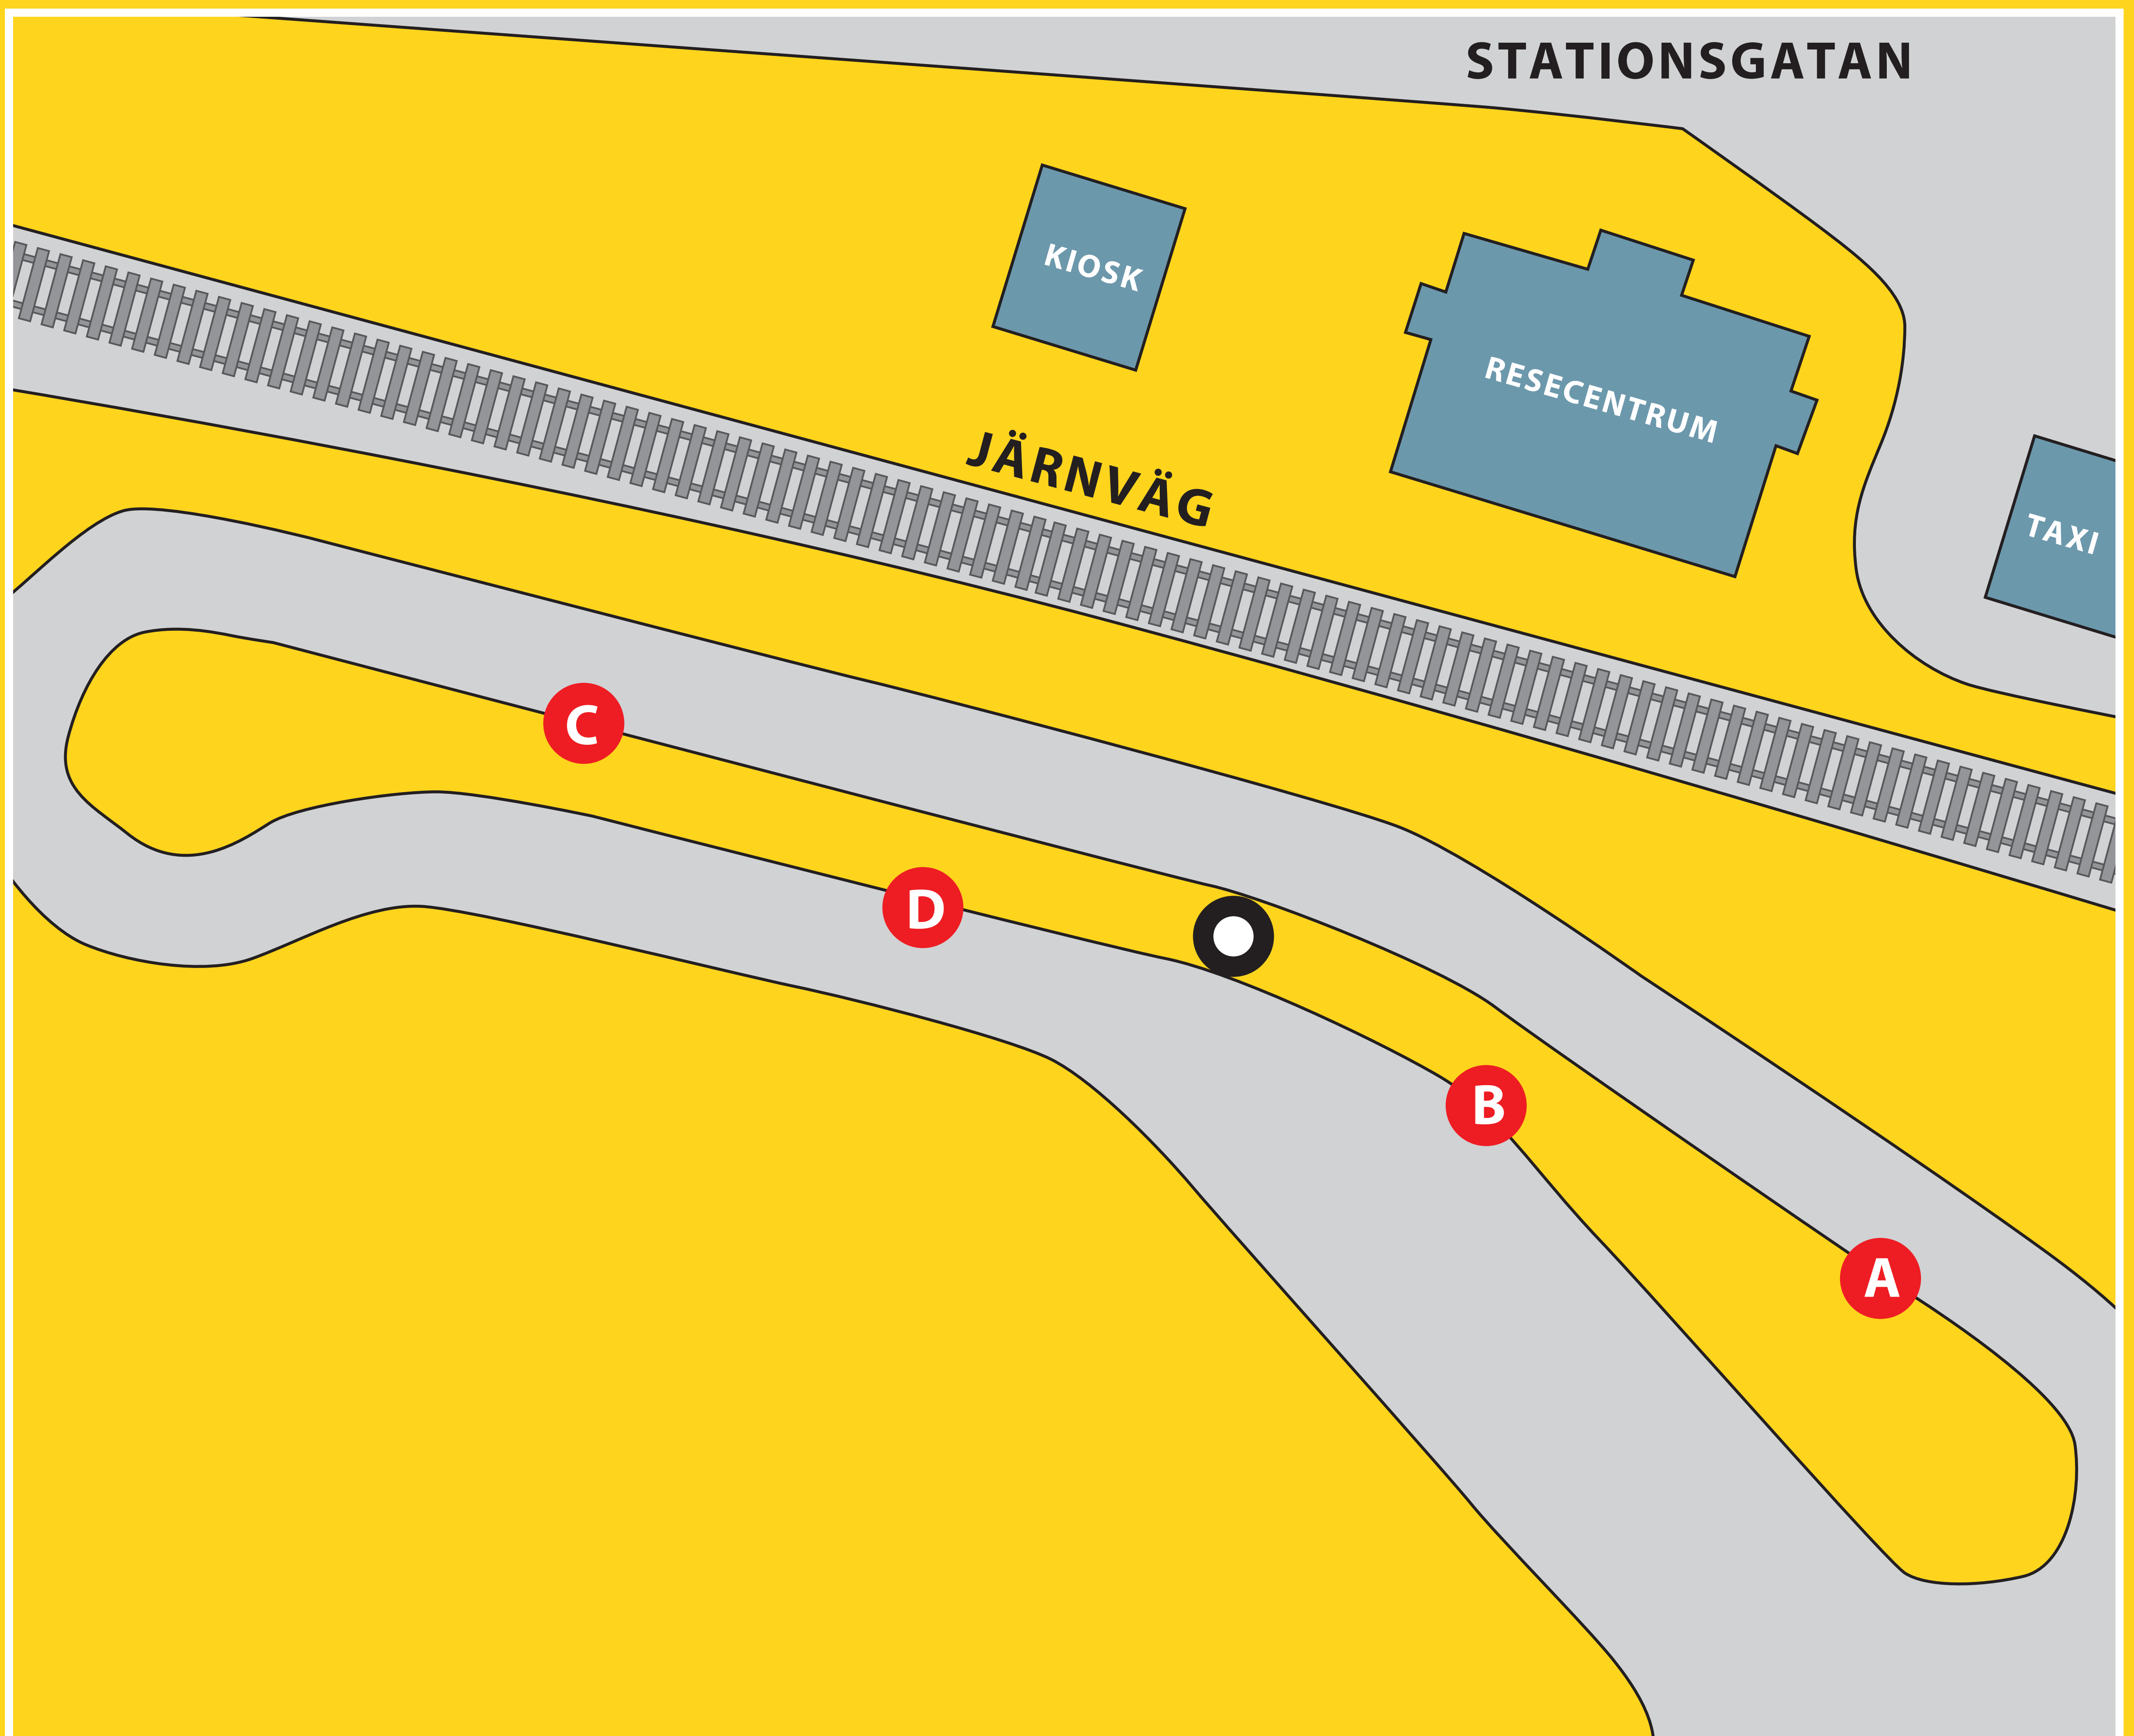 STATIONSGATAN
KIOSK
RESECENTRUM
JÄRNVÄG
TAXI
C
D
B
A